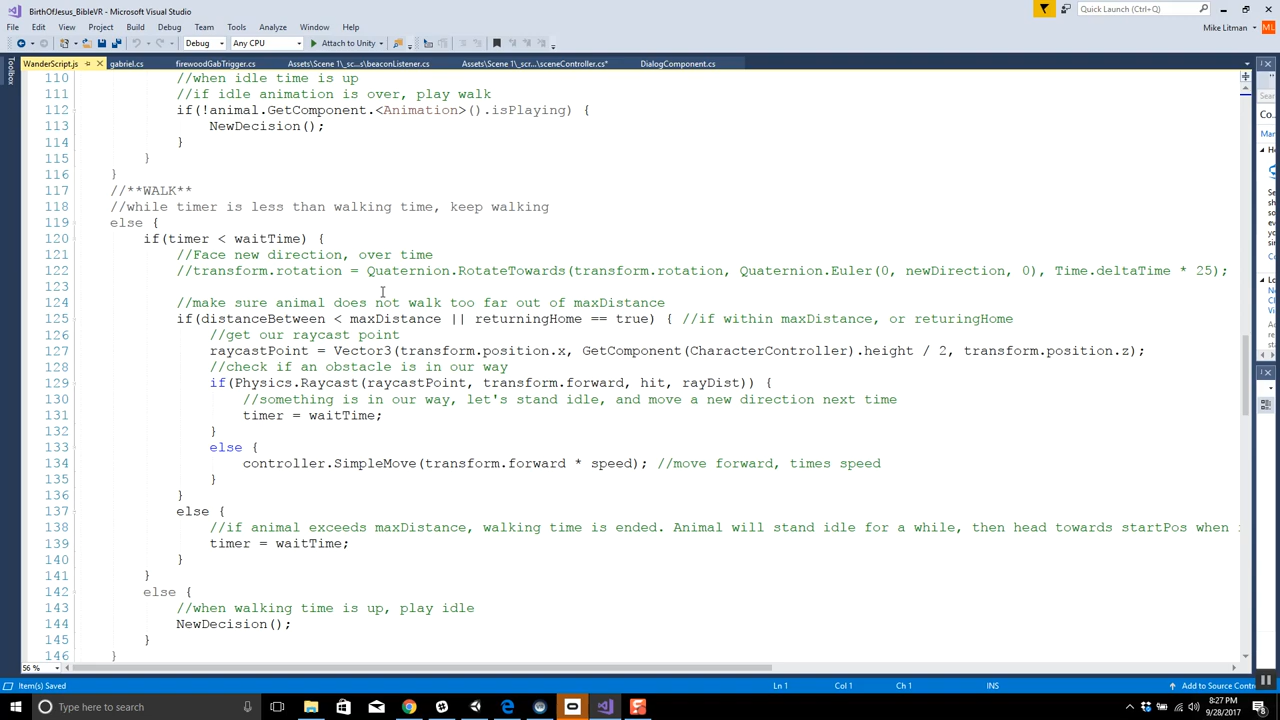 BirthOfJesus_BibleVR - Microsoft Visual Studio
Quick Launch (Ctrl+Q)
File Edit View Project Build Debug Team Tools Analyze Window Help
Mike Litman ML
Debug Any CPU Attach to Unity
WanderScript.js gabriel.cs firewoodGabTrigger.cs Assets\Scene 1\_sc...s\beaconListener.cs Assets\Scene 1\_scr...\sceneController.cs* DialogComponent.cs
Toolbox
110 //when idle time is up
111 //if idle animation is over, play walk
112 if(!animal.GetComponent.<Animation>().isPlaying) {
113 NewDecision();
114 }
115 }
116 }
117 //**WALK**
118 //while timer is less than walking time, keep walking
119 else {
120 if(timer < waitTime) {
121 //Face new direction, over time
122 //transform.rotation = Quaternion.RotateTowards(transform.rotation, Quaternion.Euler(0, newDirection, 0), Time.deltaTime * 25);
123
124 //make sure animal does not walk too far out of maxDistance
125 if(distanceBetween < maxDistance || returningHome == true) { //if within maxDistance, or returingHome
126 //get our raycast point
127 raycastPoint = Vector3(transform.position.x, GetComponent(CharacterController).height / 2, transform.position.z);
128 //check if an obstacle is in our way
129 if(Physics.Raycast(raycastPoint, transform.forward, hit, rayDist)) {
130 //something is in our way, let's stand idle, and move a new direction next time
131 timer = waitTime;
132 }
133 else {
134 controller.SimpleMove(transform.forward * speed); //move forward, times speed
135 }
136 }
137 else {
138 //if animal exceeds maxDistance, walking time is ended. Animal will stand idle for a while, then head towards startPos when
139 timer = waitTime;
140 }
141 }
142 else {
143 //when walking time is up, play idle
144 NewDecision();
145 }
146 }
56 %
Item(s) Saved Ln 1 Col 1 Ch 1 INS Add to Source Contr
Type here to search
8:27 PM
9/28/2017